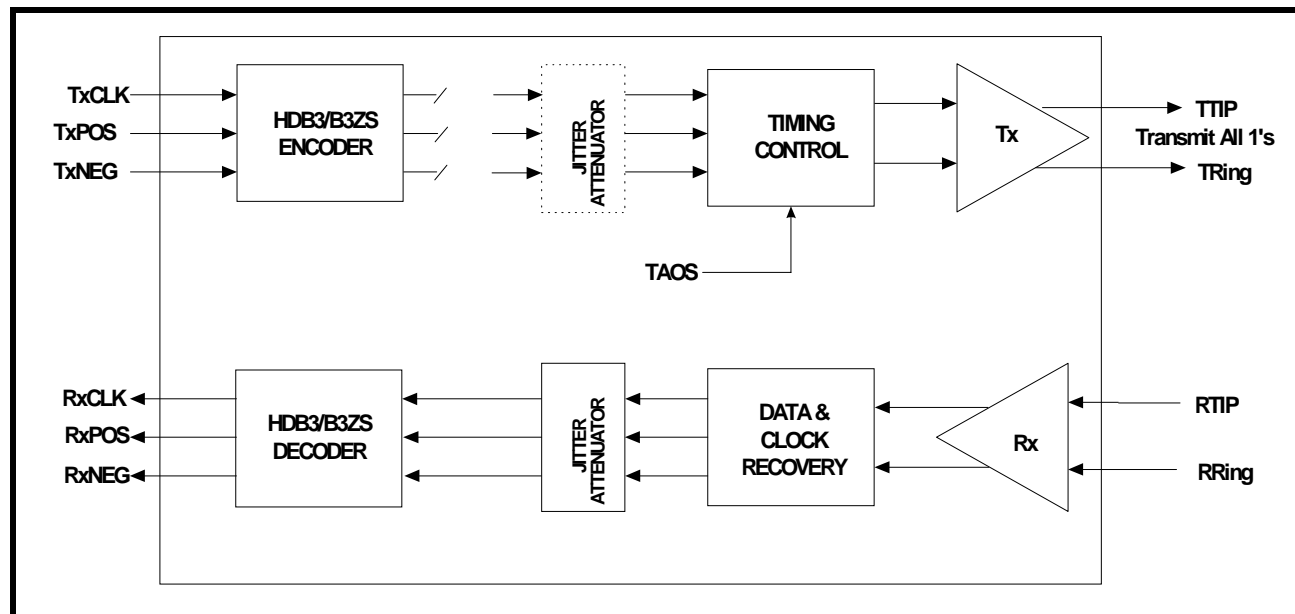 TxCLK
TxPOS
TxNEG
HDB3/B3ZS
ENCODER
JITTER
ATTENUATOR
TIMING
CONTROL
Tx
TTIP
Transmit All 1's
TRing
TAOS
RxCLK
RxPOS
RxNEG
HDB3/B3ZS
DECODER
JITTER
ATTENUATOR
DATA &
CLOCK
RECOVERY
Rx
RTIP
RRing